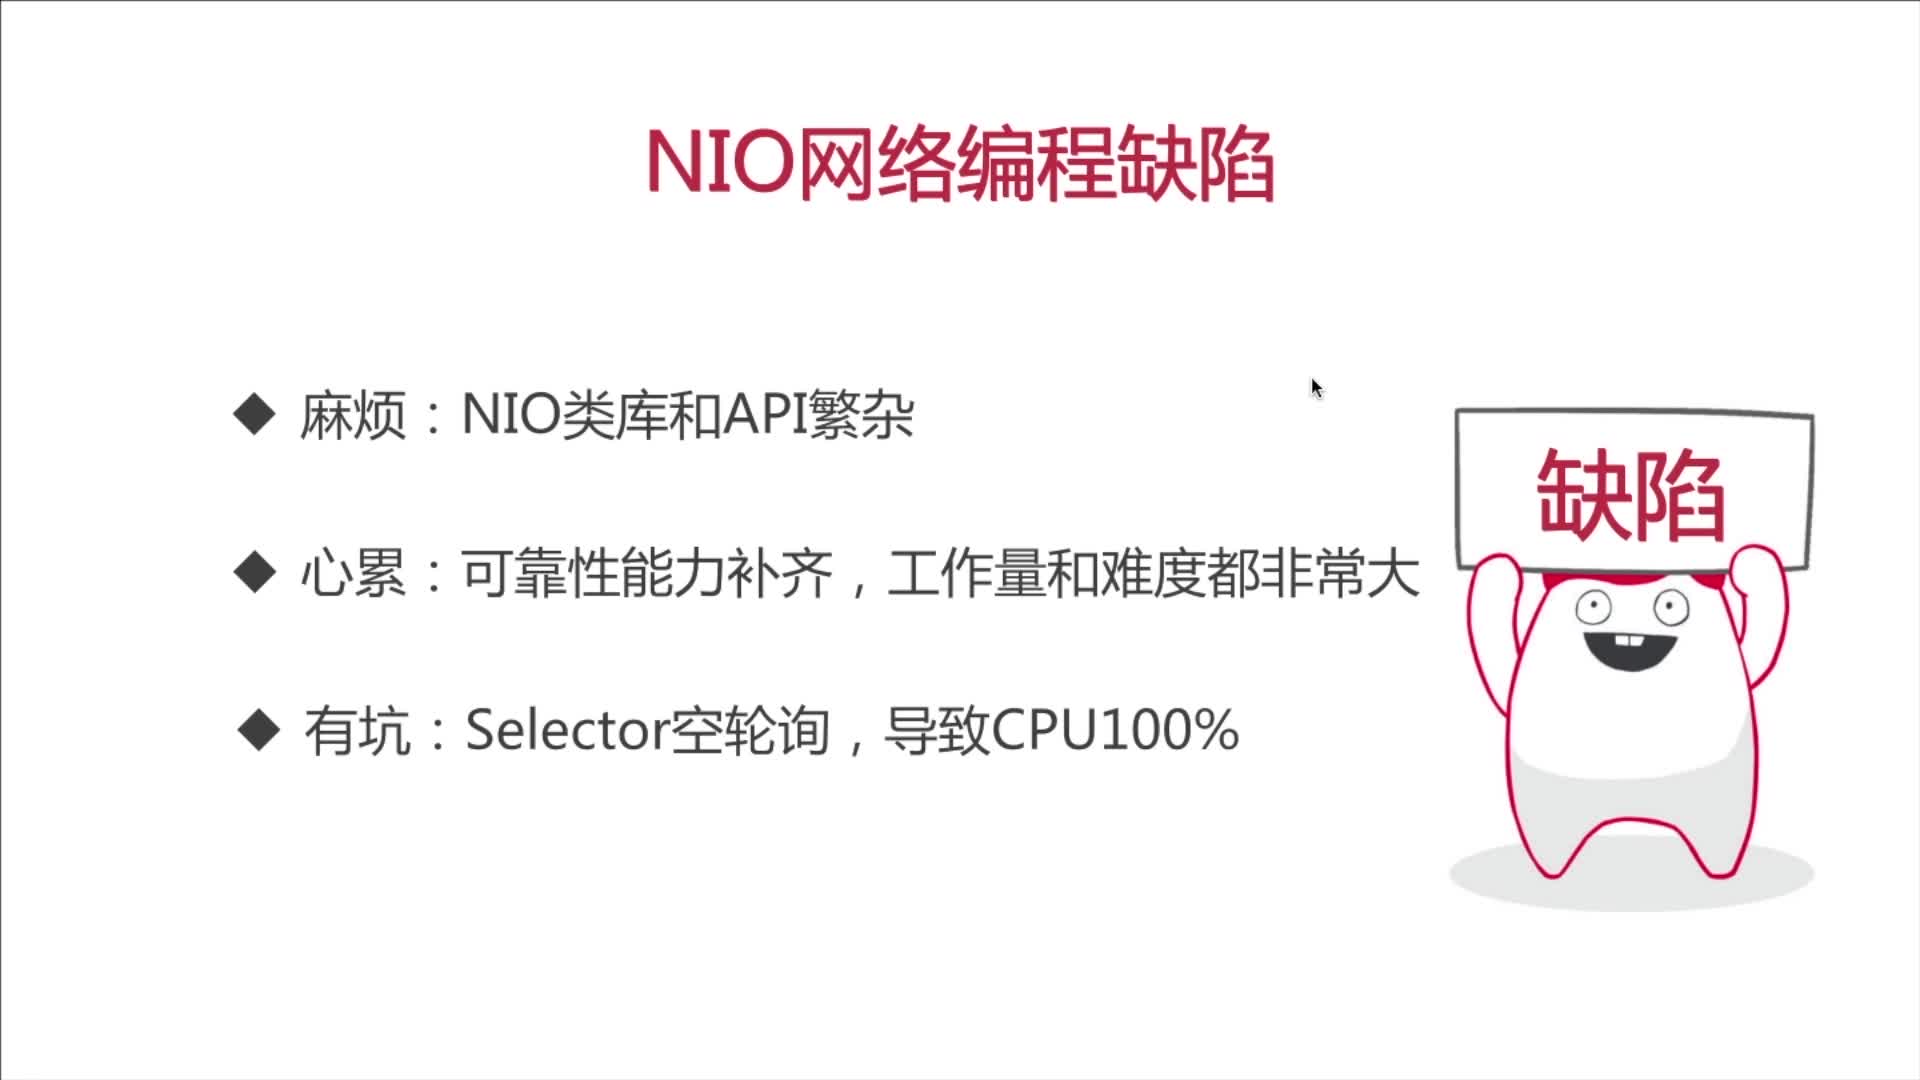 NIO网络编程缺陷
◆ 麻烦：NIO类库和API繁杂
缺陷
◆ 心累：可靠性能力补齐，工作量和难度都非常大
◆ 有坑：Selector空轮询，导致CPU100%